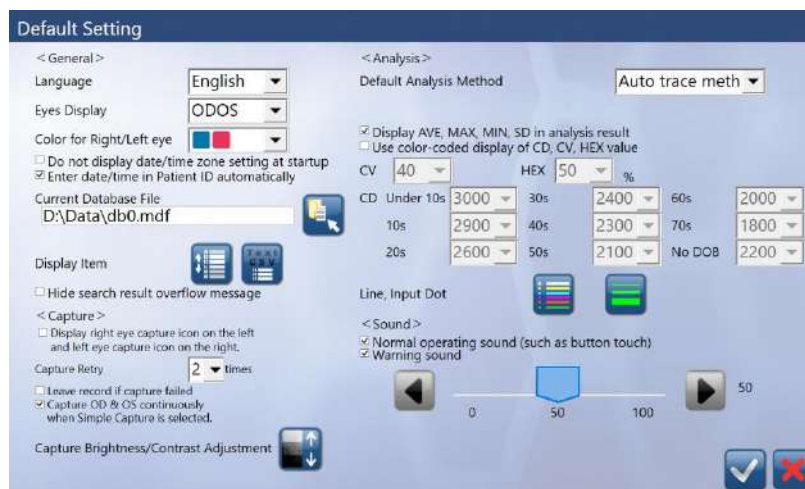 Default Setting
<General>
Language English
Eyes Display ODOS
Color for Right/Left eye
Do not display date/time zone setting at startup
Enter date/time in Patient ID automatically
Current Database File
D:\Data\db0.mdf
Display Item Text CSV
Hide search result overflow message
<Capture>
Display right eye capture icon on the left
and left eye capture icon on the right.
Capture Retry 2 times
Leave record if capture failed
Capture OD & OS continuously
when Simple Capture is selected.
Capture Brightness/Contrast Adjustment
<Analysis>
Default Analysis Method Auto trace meth
Display AVE, MAX, MIN, SD in analysis result
Use color-coded display of CD, CV, HEX value
CV 40 HEX 50 %
CD Under 10s 3000 30s 2400 60s 2000
10s 2900 40s 2300 70s 1800
20s 2600 50s 2100 No DOB 2200
Line, Input Dot
<Sound>
Normal operating sound (such as button touch)
Warning sound
50
0 50 100